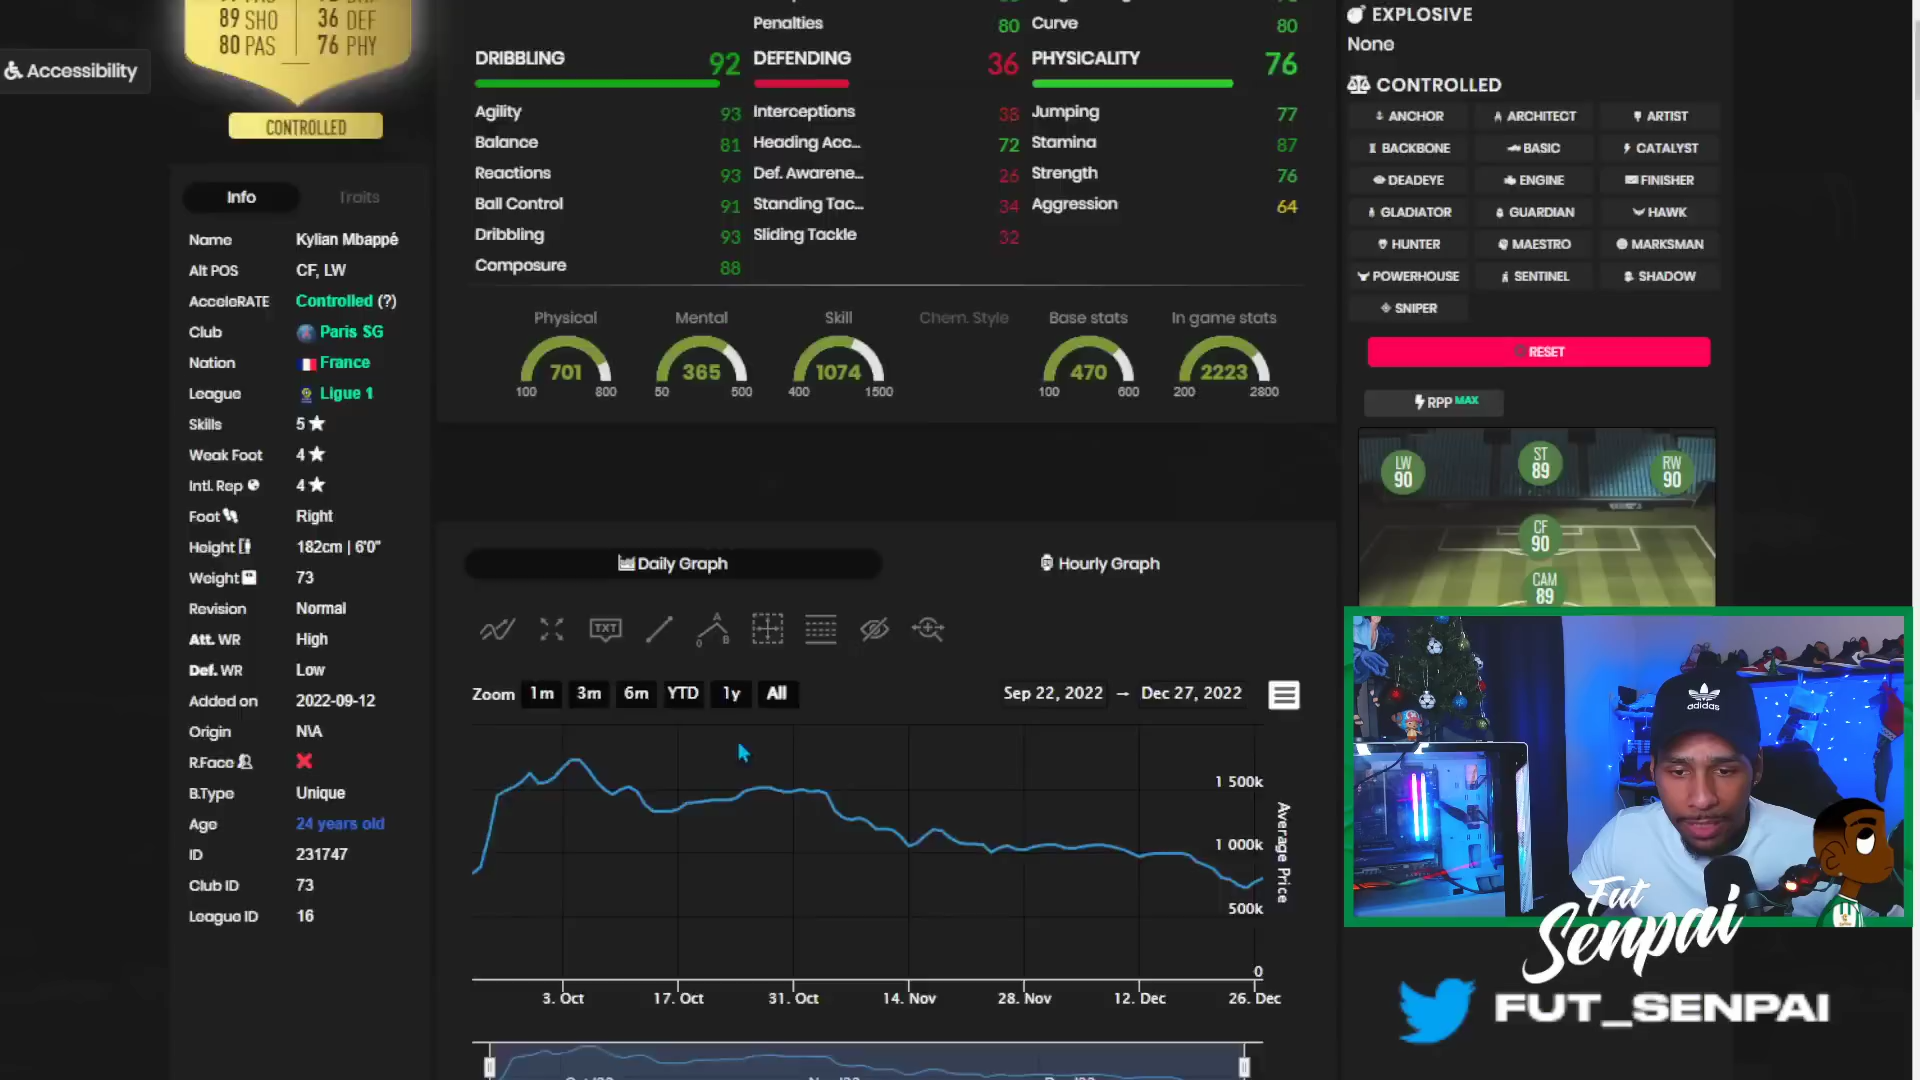 89 SHO
36 DEF
80 PAS
76 PHY
CONTROLLED
Accessibility
Info
Traits
Name Kylian Mbappé
Alt POS CF, LW
AcceleRATE Controlled (?)
Club Paris SG
Nation France
League Ligue 1
Skills 5
Weak Foot 4
Intl. Rep 4
Foot Right
Height 182cm | 6'0"
Weight 73
Revision Normal
Att. WR High
Def. WR Low
Added on 2022-09-12
Origin N\A
R.Face
B.Type Unique
Age 24 years old
ID 231747
Club ID 73
League ID 16
Penalties 80
Curve 80
DRIBBLING 92
Agility 93
Balance 81
Reactions 93
Ball Control 91
Dribbling 93
Composure 88
DEFENDING 36
Interceptions 38
Heading Acc... 72
Def. Awarene... 26
Standing Tac... 34
Sliding Tackle 32
PHYSICALITY 76
Jumping 77
Stamina 87
Strength 76
Aggression 64
Physical
701
100 800
Mental
365
50 500
Skill
1074
400 1500
Chem. Style
Base stats
470
100 600
In game stats
2223
200 2800
Daily Graph
Hourly Graph
TXT
A
0 B
Zoom 1m 3m 6m YTD 1y All
Sep 22, 2022 → Dec 27, 2022
1 500k
1 000k
500k
0
Average Price
3. Oct 17. Oct 31. Oct 14. Nov 28. Nov 12. Dec 26. Dec
EXPLOSIVE
None
CONTROLLED
ANCHOR ARCHITECT ARTIST
BACKBONE BASIC CATALYST
DEADEYE ENGINE FINISHER
GLADIATOR GUARDIAN HAWK
HUNTER MAESTRO MARKSMAN
POWERHOUSE SENTINEL SHADOW
SNIPER
RESET
RPP MAX
LW
90
ST
89
RW
90
CF
90
CAM
89
adidas
Fut
Senpai
FUT_SENPAI